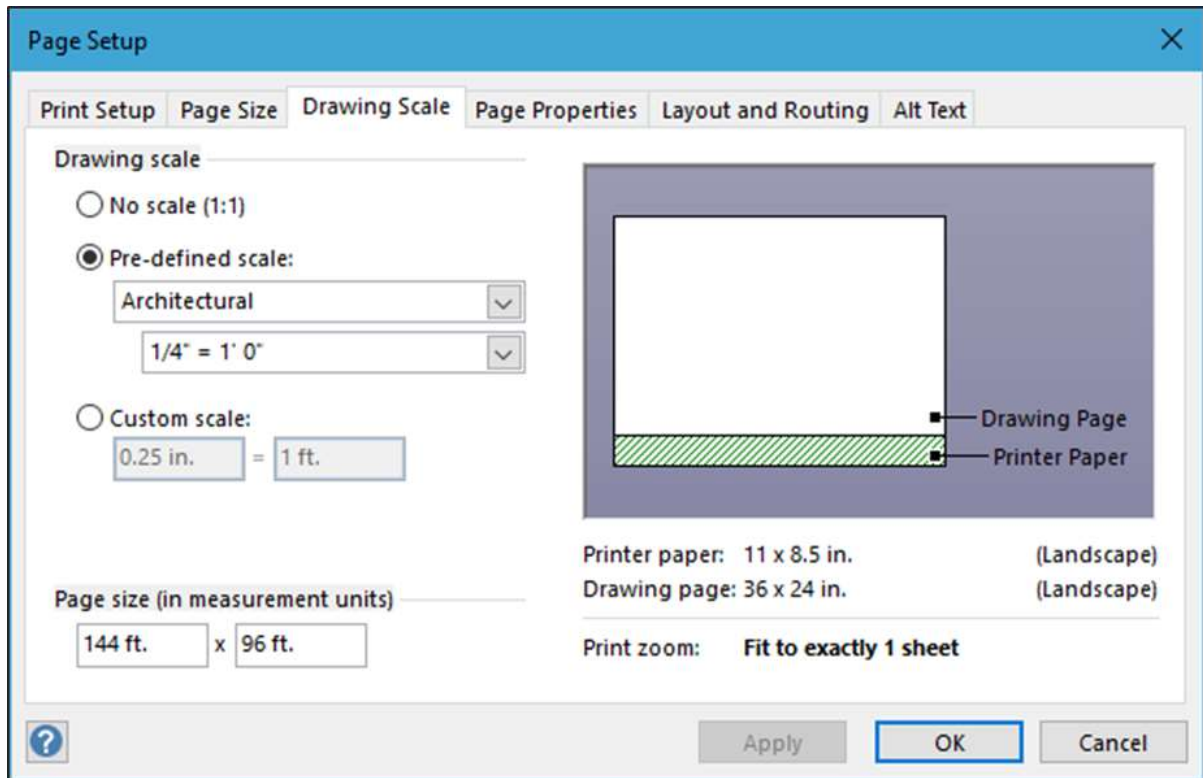 Page Setup
Print Setup Page Size Drawing Scale Page Properties Layout and Routing Alt Text
Drawing scale
No scale (1:1)
Pre-defined scale:
Architectural
1/4" = 1' 0"
Custom scale:
0.25 in. = 1 ft.
Page size (in measurement units)
144 ft. x 96 ft.
Drawing Page
Printer Paper
Printer paper: 11 x 8.5 in. (Landscape)
Drawing page: 36 x 24 in. (Landscape)
Print zoom: Fit to exactly 1 sheet
? Apply OK Cancel